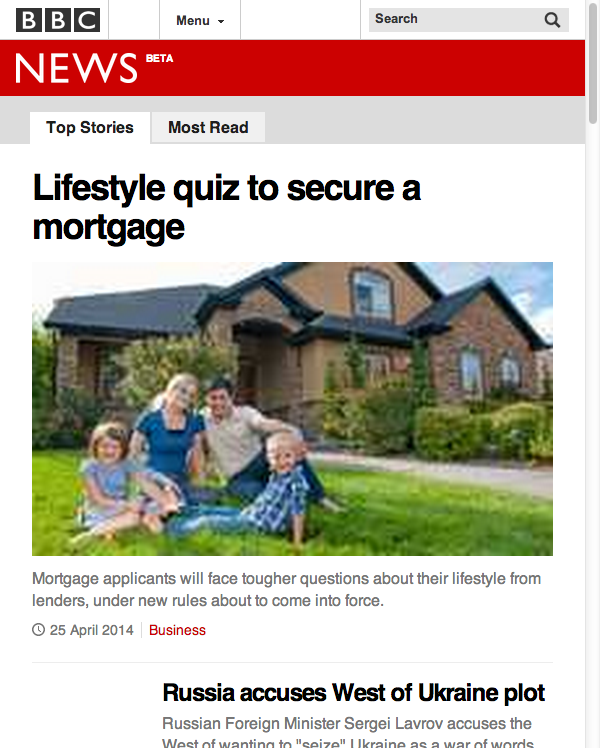 BBC
Menu
Search
NEWS BETA
Top Stories
Most Read
Lifestyle quiz to secure a
mortgage
Mortgage applicants will face tougher questions about their lifestyle from
lenders, under new rules about to come into force.
25 April 2014
Business
Russia accuses West of Ukraine plot
Russian Foreign Minister Sergei Lavrov accuses the
West of wanting to "seize" Ukraine as a war of words